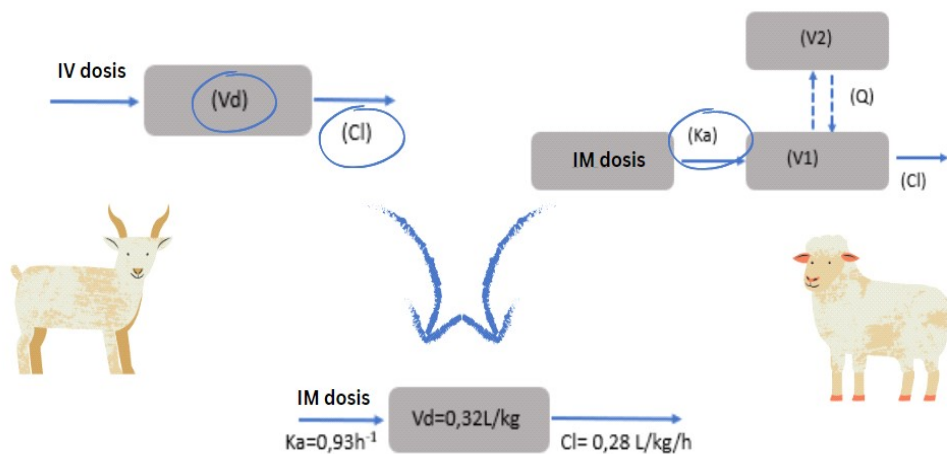 IV dosis
(Vd)
(Cl)
(V2)
(Q)
(Ka)
IM dosis
(V1)
(Cl)
IM dosis
Ka=0,93h⁻¹
Vd=0,32L/kg
Cl= 0,28 L/kg/h